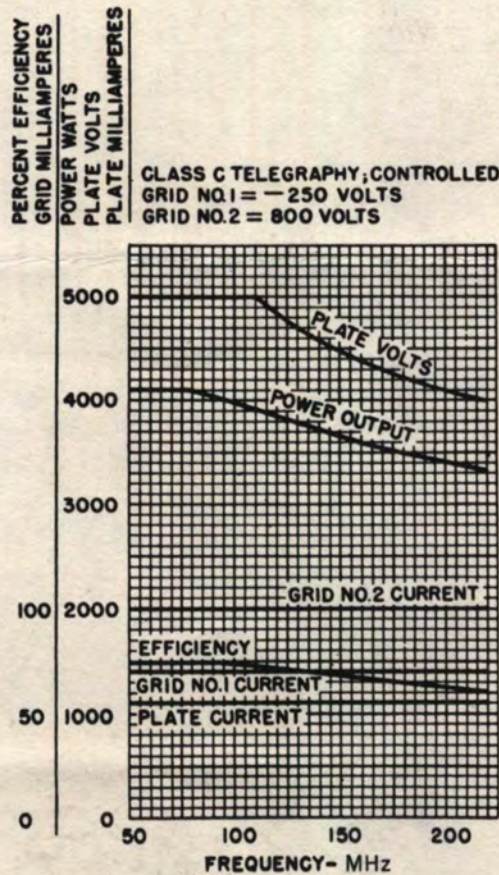 PERCENT EFFICIENCY
GRID MILLIAMPERES
POWER WATTS
PLATE VOLTS
PLATE MILLIAMPERES
CLASS C TELEGRAPHY; CONTROLLED
GRID NO.1 = —250 VOLTS
GRID NO.2 = 800 VOLTS
5000
PLATE VOLTS
4000
POWER OUTPUT
3000
100 2000
GRID NO.2 CURRENT
EFFICIENCY
GRID NO.1 CURRENT
50 1000
PLATE CURRENT
0 0
50 100 150 200
FREQUENCY- MHz